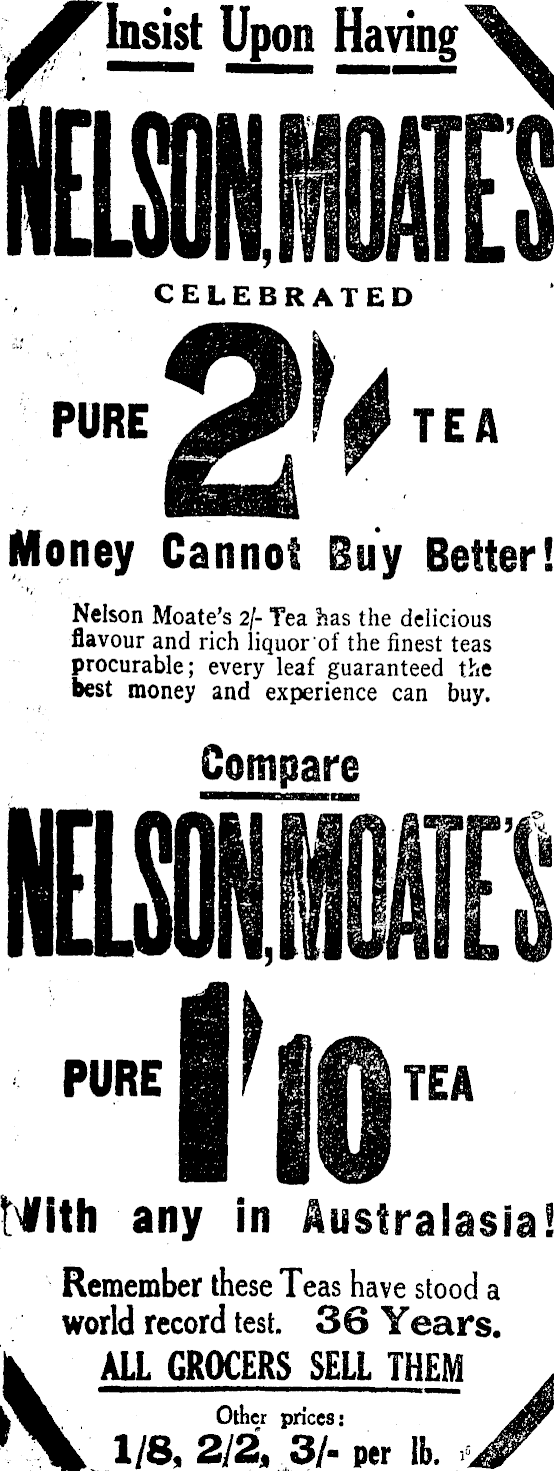 Insist Upon Having
NELSON, MOATE'S
CELEBRATED
PURE 2/- TEA
Money Cannot Buy Better!
Nelson Moate's 2/- Tea has the delicious
flavour and rich liquor of the finest teas
procurable; every leaf guaranteed the
best money and experience can buy.
Compare
NELSON, MOATE'S
PURE 1/10 TEA
With any in Australasia!
Remember these Teas have stood a
world record test. 36 Years.
ALL GROCERS SELL THEM
Other prices:
1/8, 2/2, 3/- per lb.